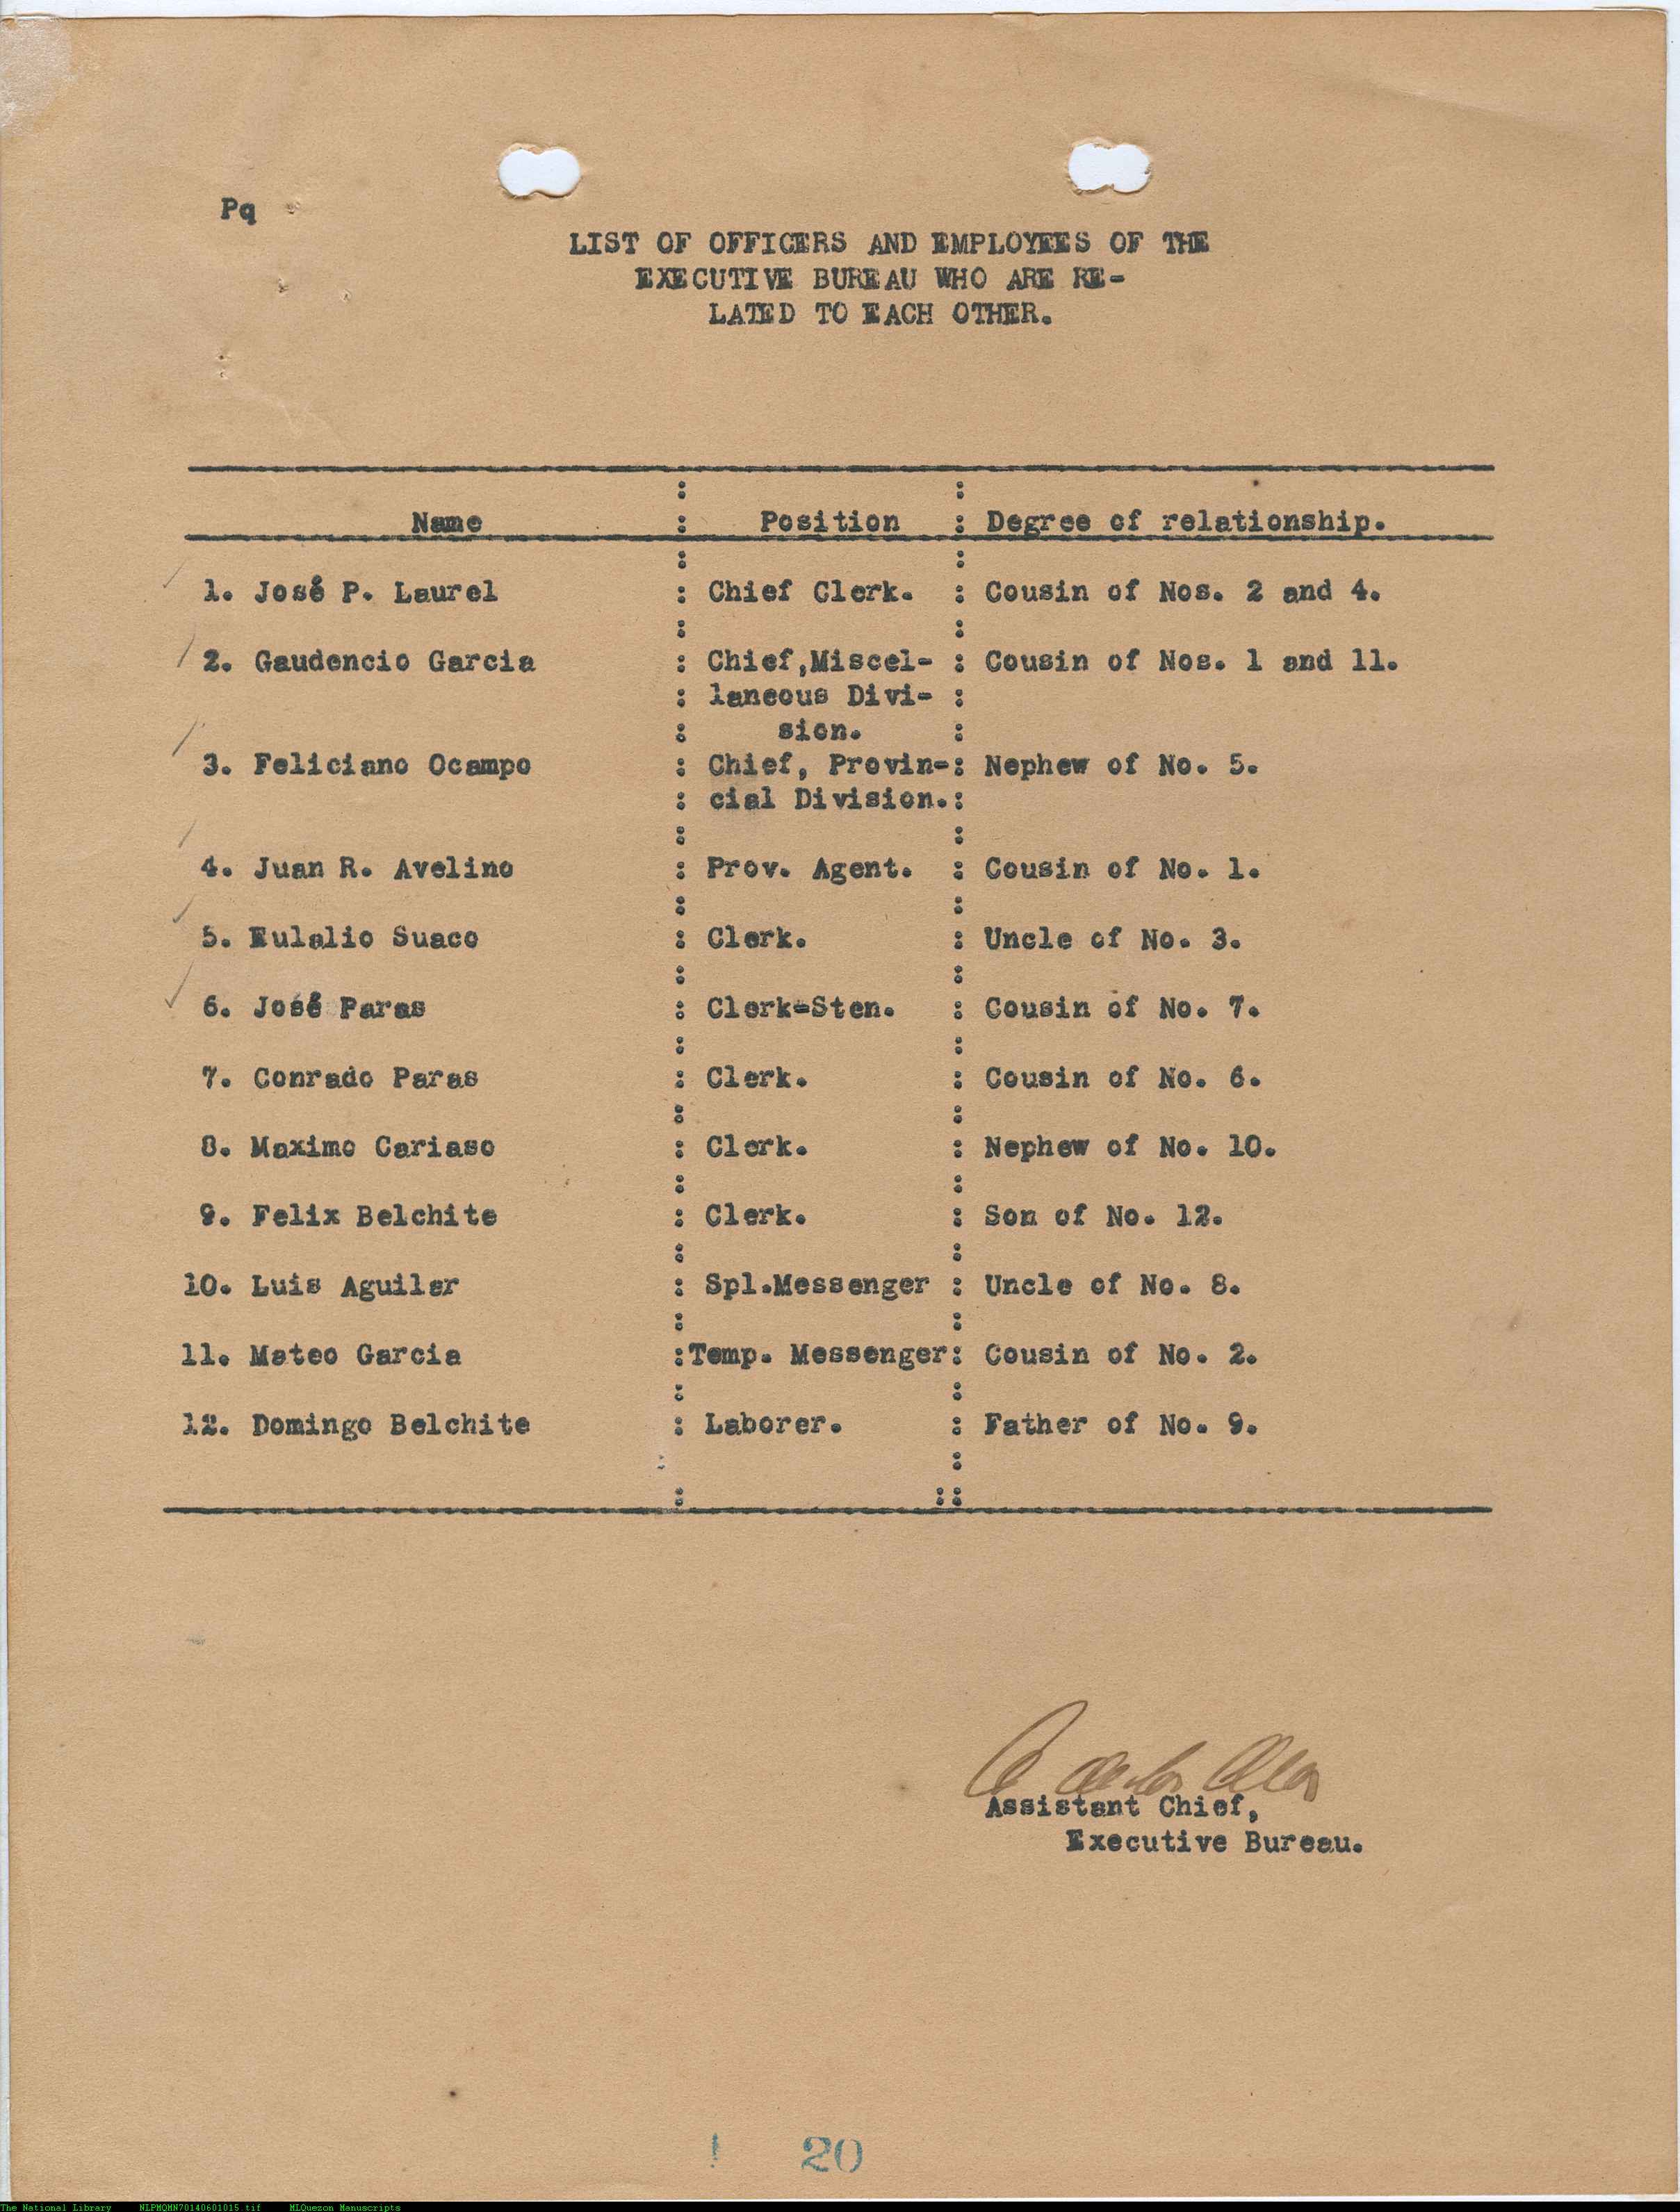 Pq
LIST OF OFFICERS AND EMPLOYEES OF THE
EXECUTIVE BUREAU WHO ARE RE-
LATED TO EACH OTHER.
Name : Position : Degree of relationship.
1. José P. Laurel : Chief Clerk. : Cousin of Nos. 2 and 4.
2. Gaudencio Garcia : Chief,Miscel- : Cousin of Nos. 1 and 11.
: laneous Divi- :
: sion. :
3. Feliciano Ocampo : Chief, Provin-: Nephew of No. 5.
: cial Division.:
4. Juan R. Avelino : Prov. Agent. : Cousin of No. 1.
5. Eulalio Suaco : Clerk. : Uncle of No. 3.
6. José Paras : Clerk-Sten. : Cousin of No. 7.
7. Conrado Paras : Clerk. : Cousin of No. 6.
8. Maximo Cariaso : Clerk. : Nephew of No. 10.
9. Felix Belchite : Clerk. : Son of No. 12.
10. Luis Aguilar : Spl.Messenger : Uncle of No. 8.
11. Mateo Garcia :Temp. Messenger: Cousin of No. 2.
12. Domingo Belchite : Laborer. : Father of No. 9.
Assistant Chief,
Executive Bureau.
20
The National Library NLPMQMN70140601015.tif MLQuezon Manuscripts